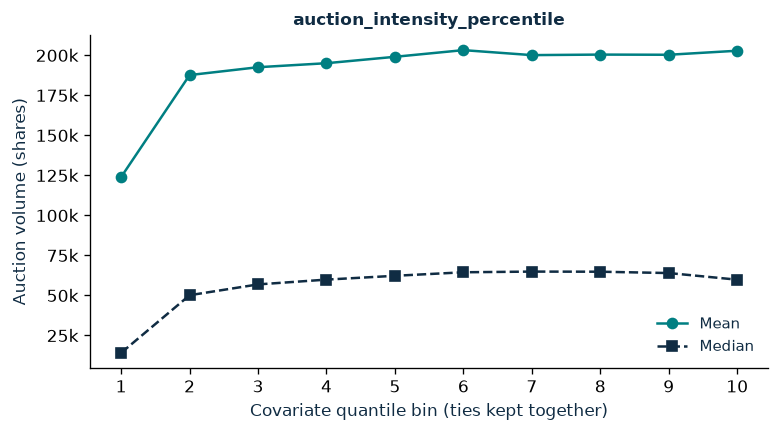 auction_intensity_percentile
Auction volume (shares)
200k
175k
150k
125k
100k
75k
50k
25k
Mean
Median
1 2 3 4 5 6 7 8 9 10
Covariate quantile bin (ties kept together)